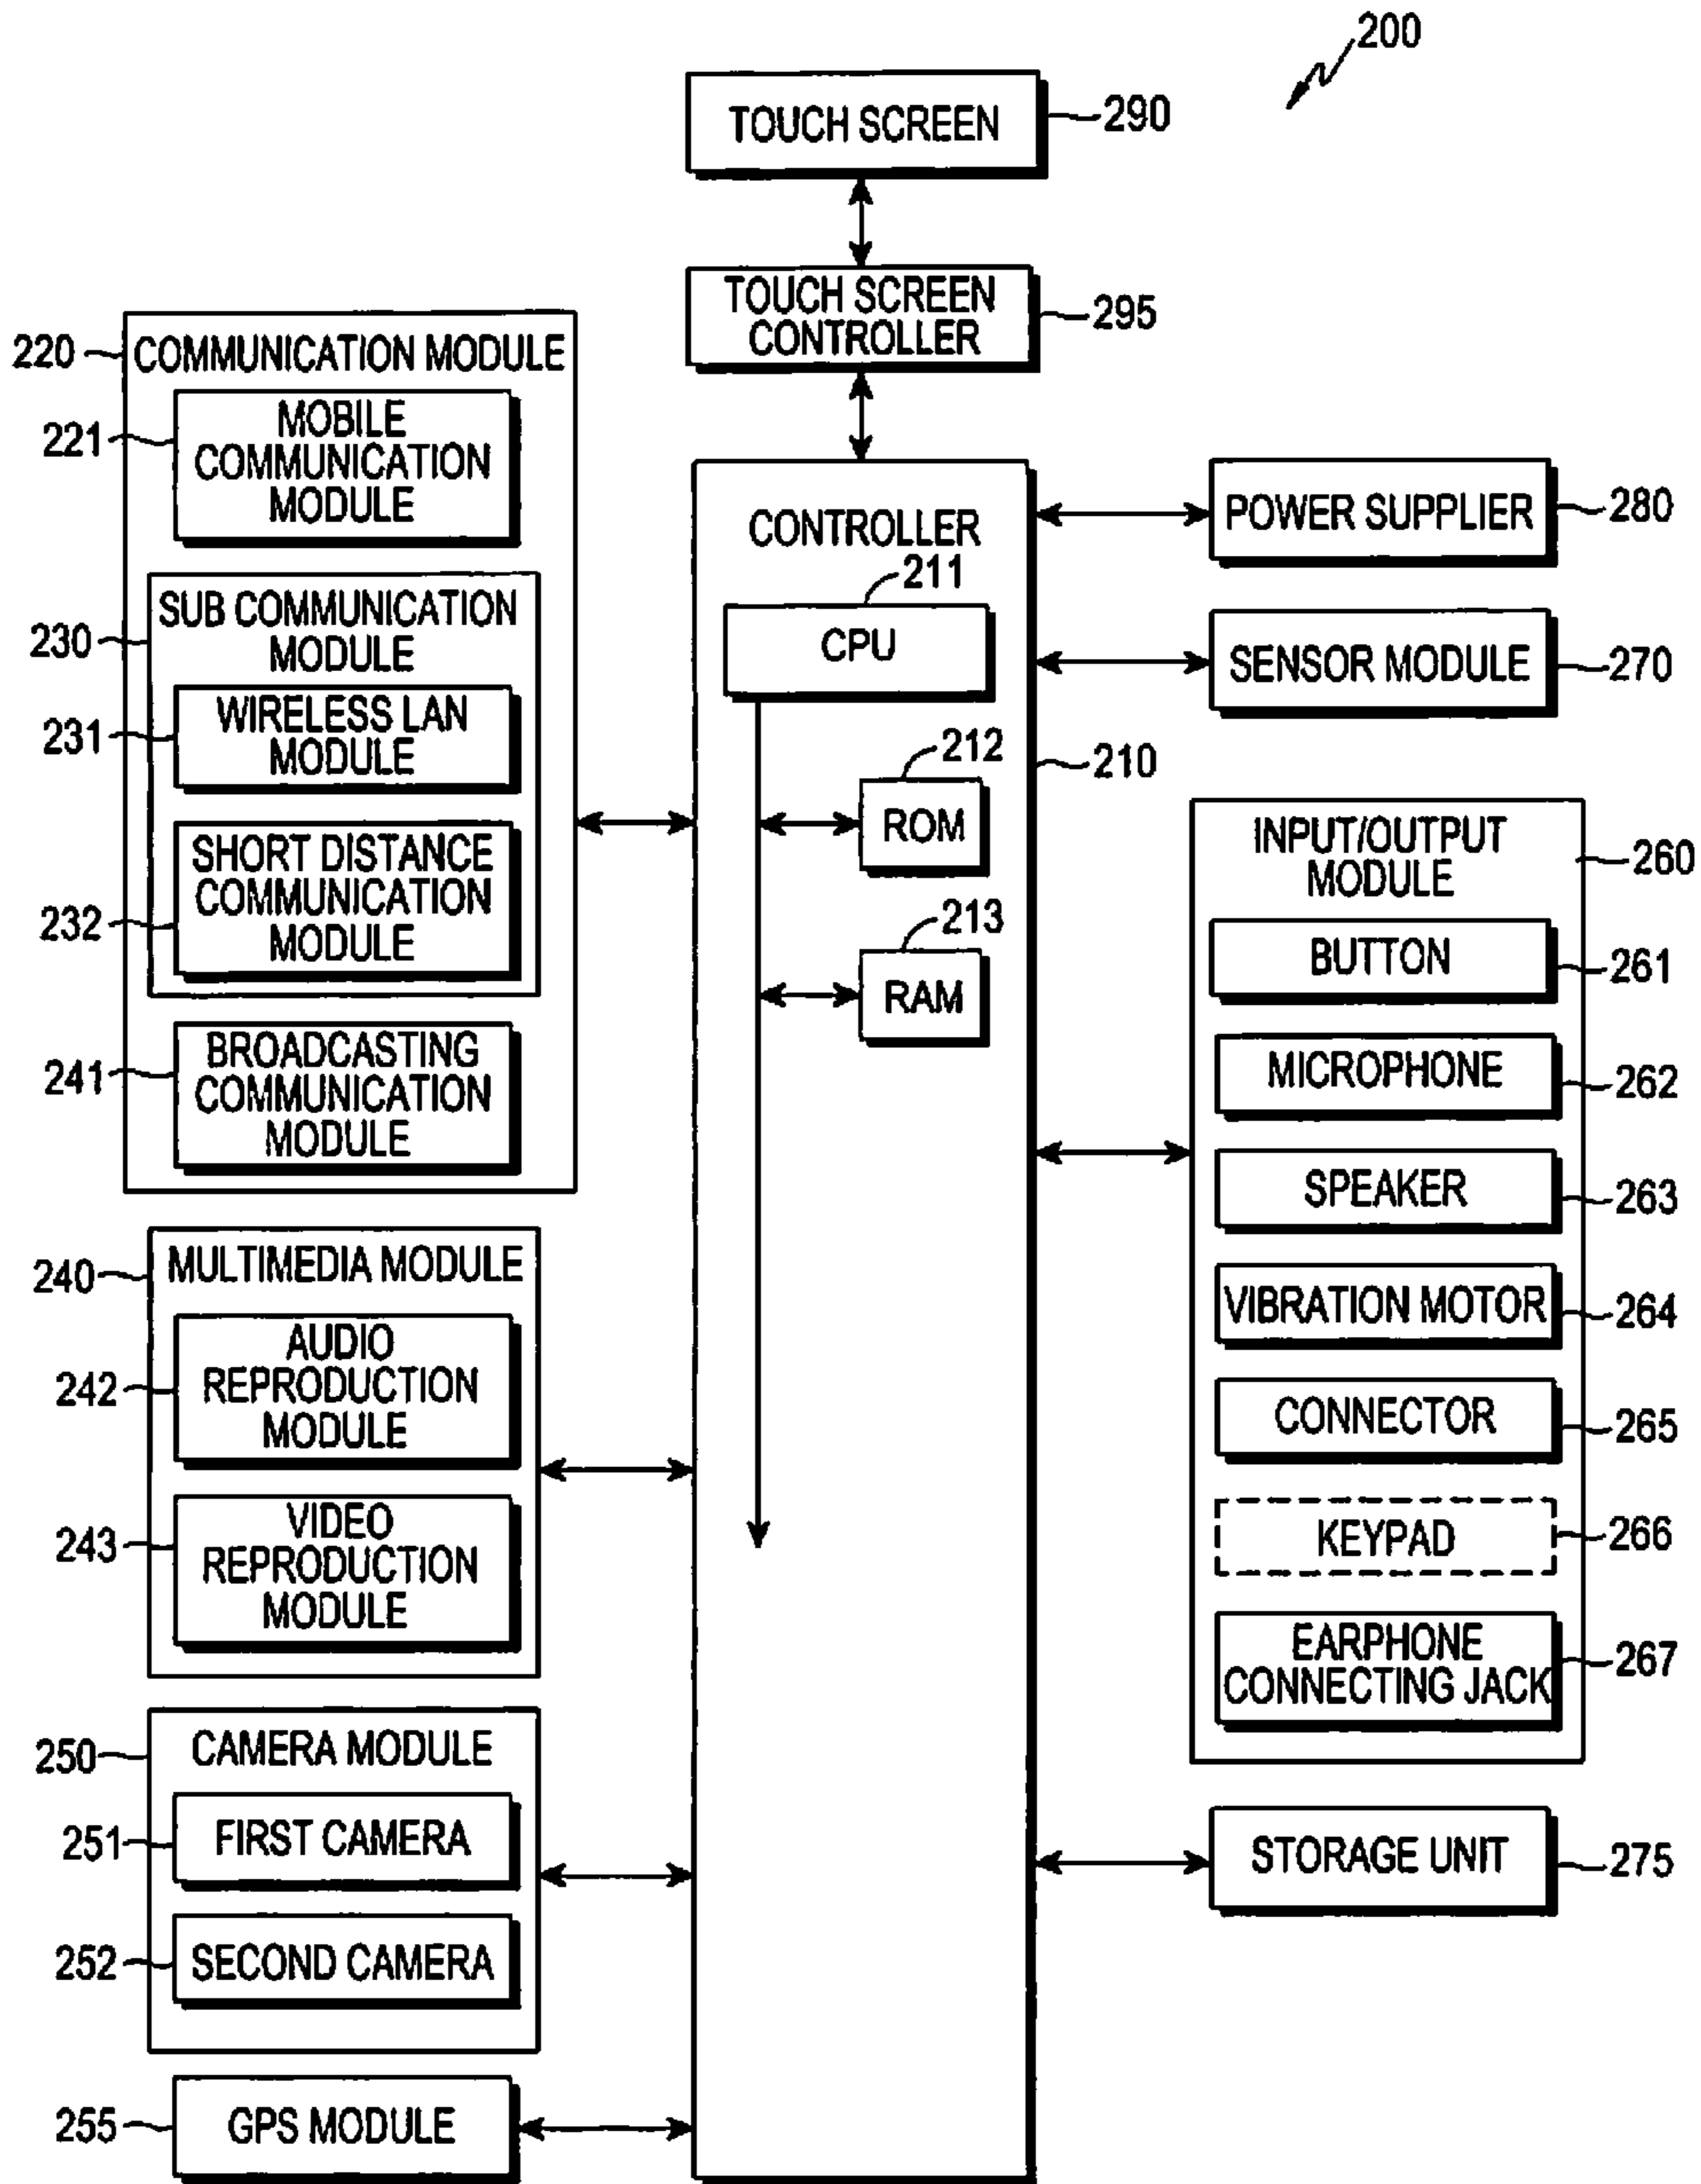 200
TOUCH SCREEN
290
TOUCH SCREEN
CONTROLLER
295
220
COMMUNICATION MODULE
221
MOBILE
COMMUNICATION
MODULE
230
SUB COMMUNICATION
MODULE
231
WIRELESS LAN
MODULE
232
SHORT DISTANCE
COMMUNICATION
MODULE
241
BROADCASTING
COMMUNICATION
MODULE
240
MULTIMEDIA MODULE
242
AUDIO
REPRODUCTION
MODULE
243
VIDEO
REPRODUCTION
MODULE
250
CAMERA MODULE
251
FIRST CAMERA
252
SECOND CAMERA
255
GPS MODULE
CONTROLLER
211
CPU
212
ROM
213
RAM
210
POWER SUPPLIER
280
SENSOR MODULE
270
INPUT/OUTPUT
MODULE
260
BUTTON
261
MICROPHONE
262
SPEAKER
263
VIBRATION MOTOR
264
CONNECTOR
265
KEYPAD
266
EARPHONE
CONNECTING JACK
267
STORAGE UNIT
275